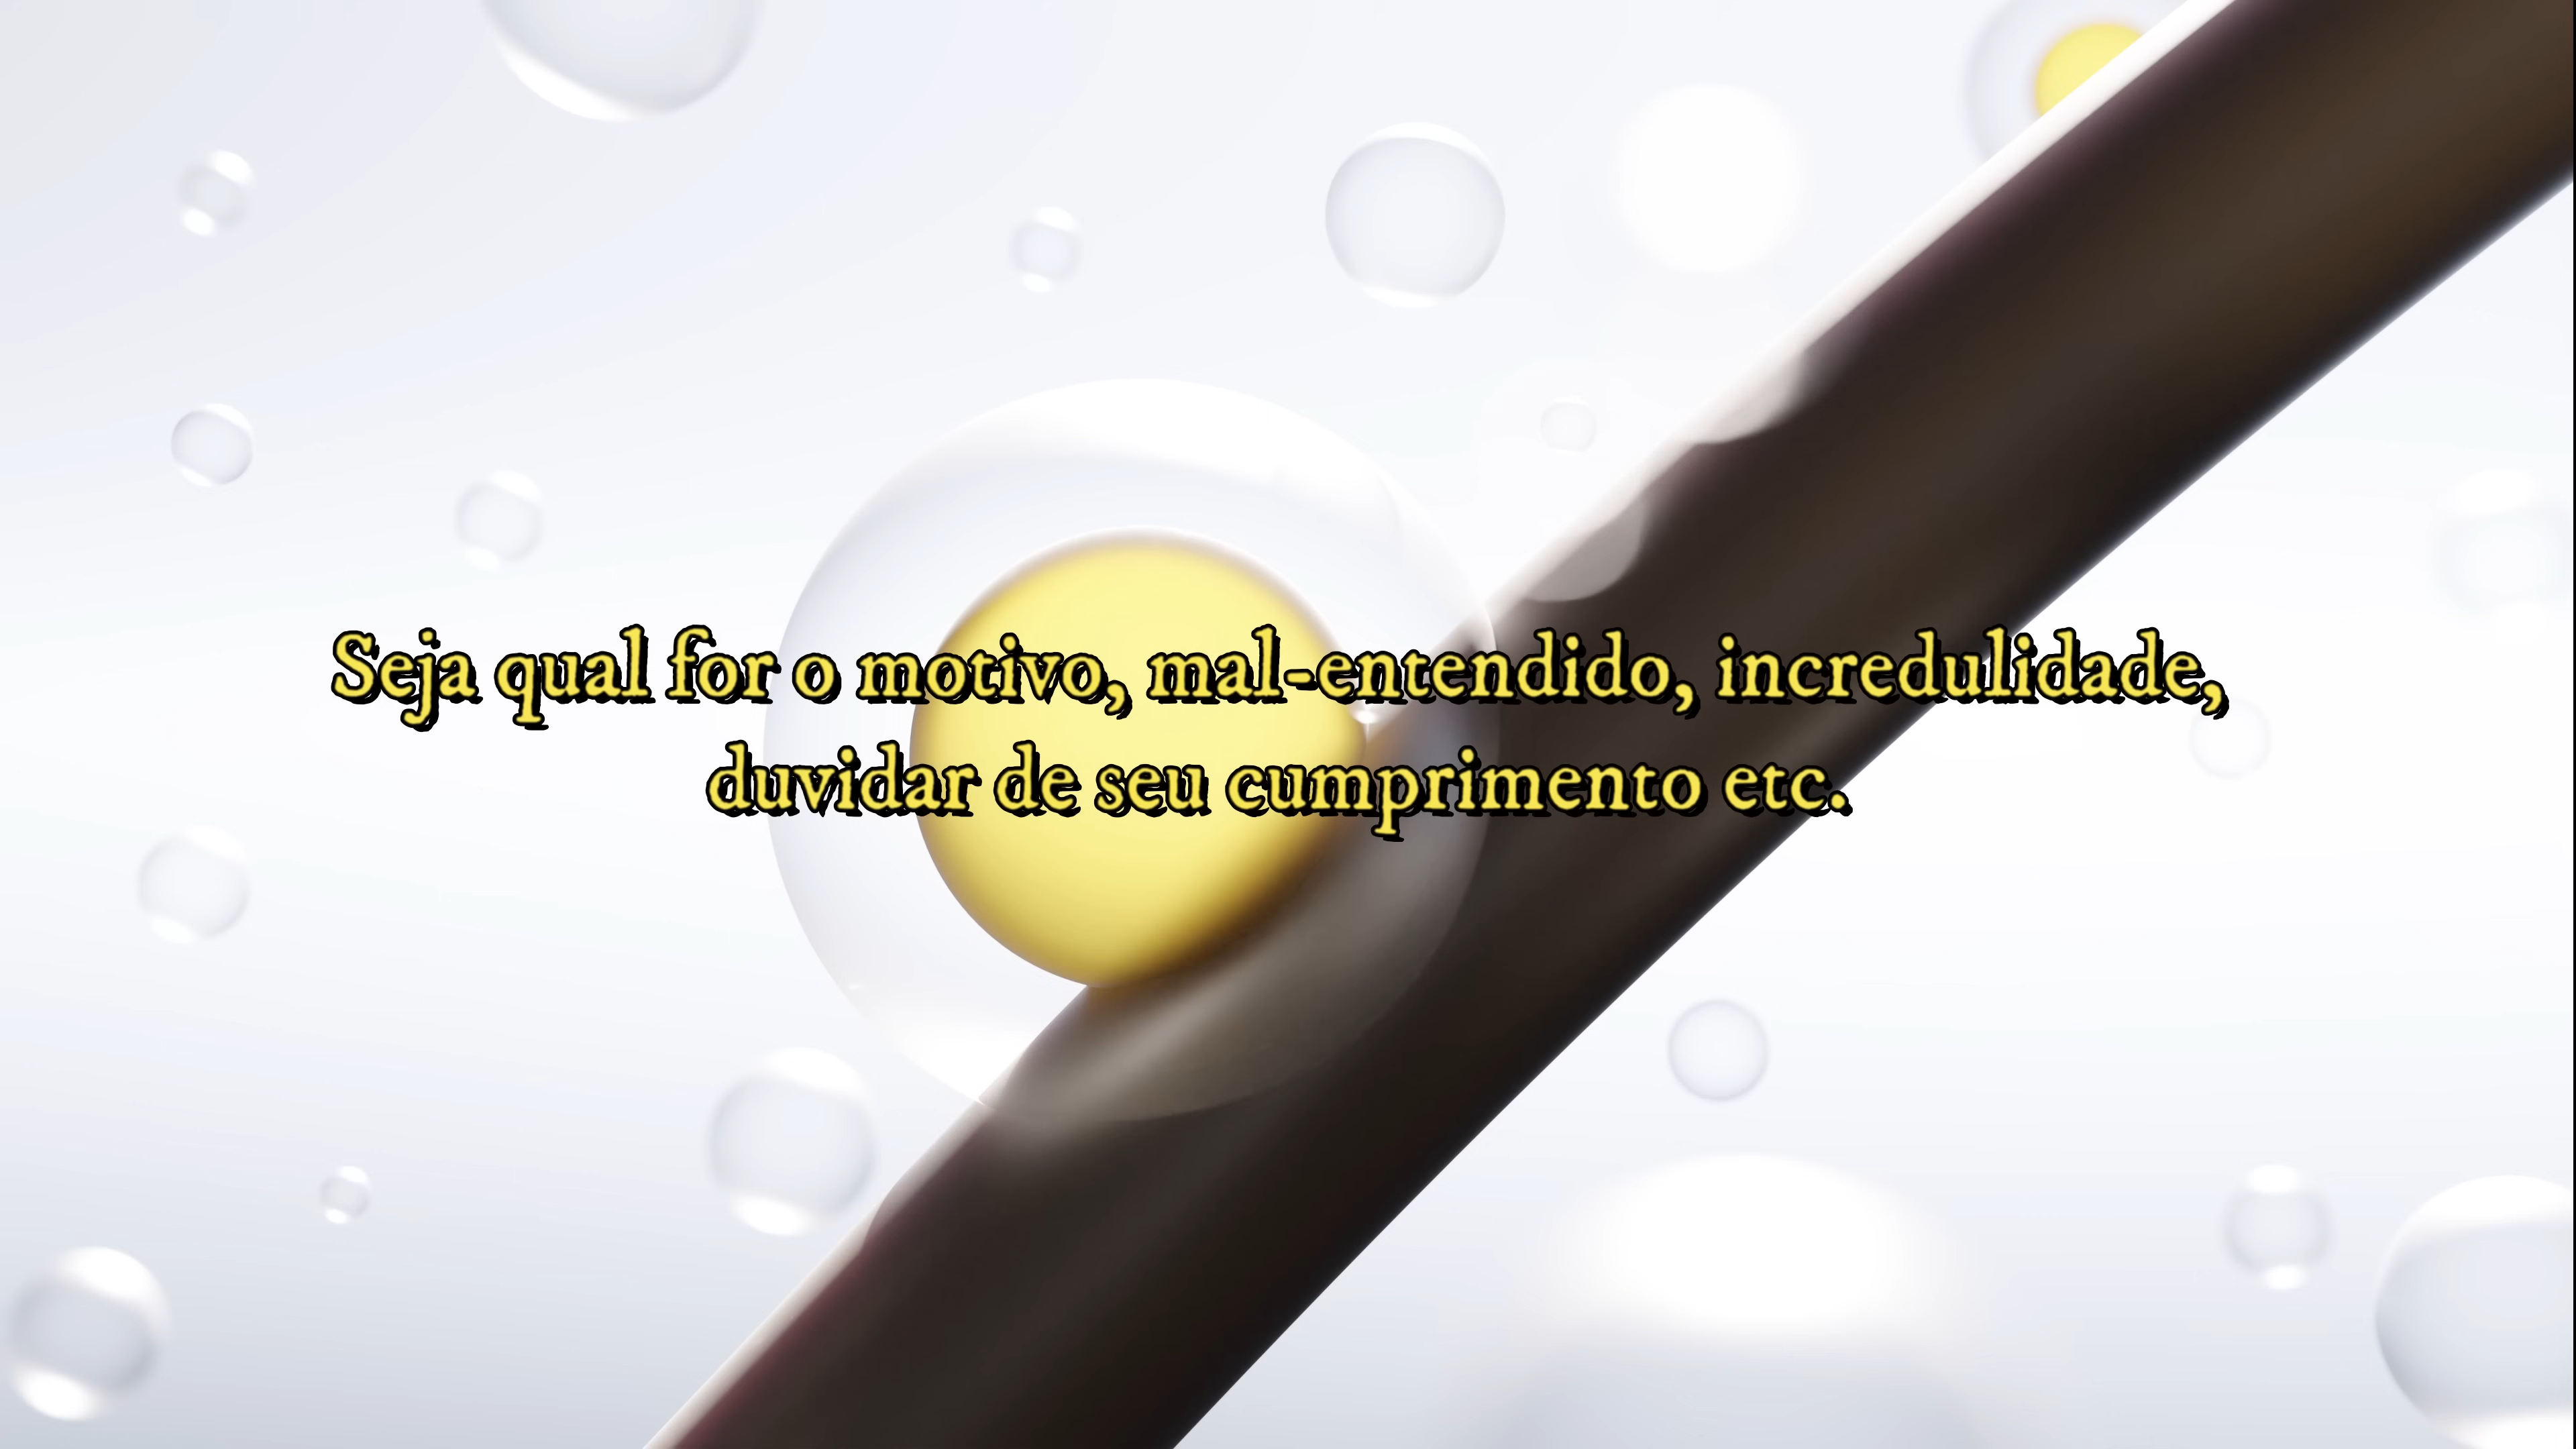 Seja qual for o motivo, mal-entendido, incredulidade,
duvidar de seu cumprimento etc.